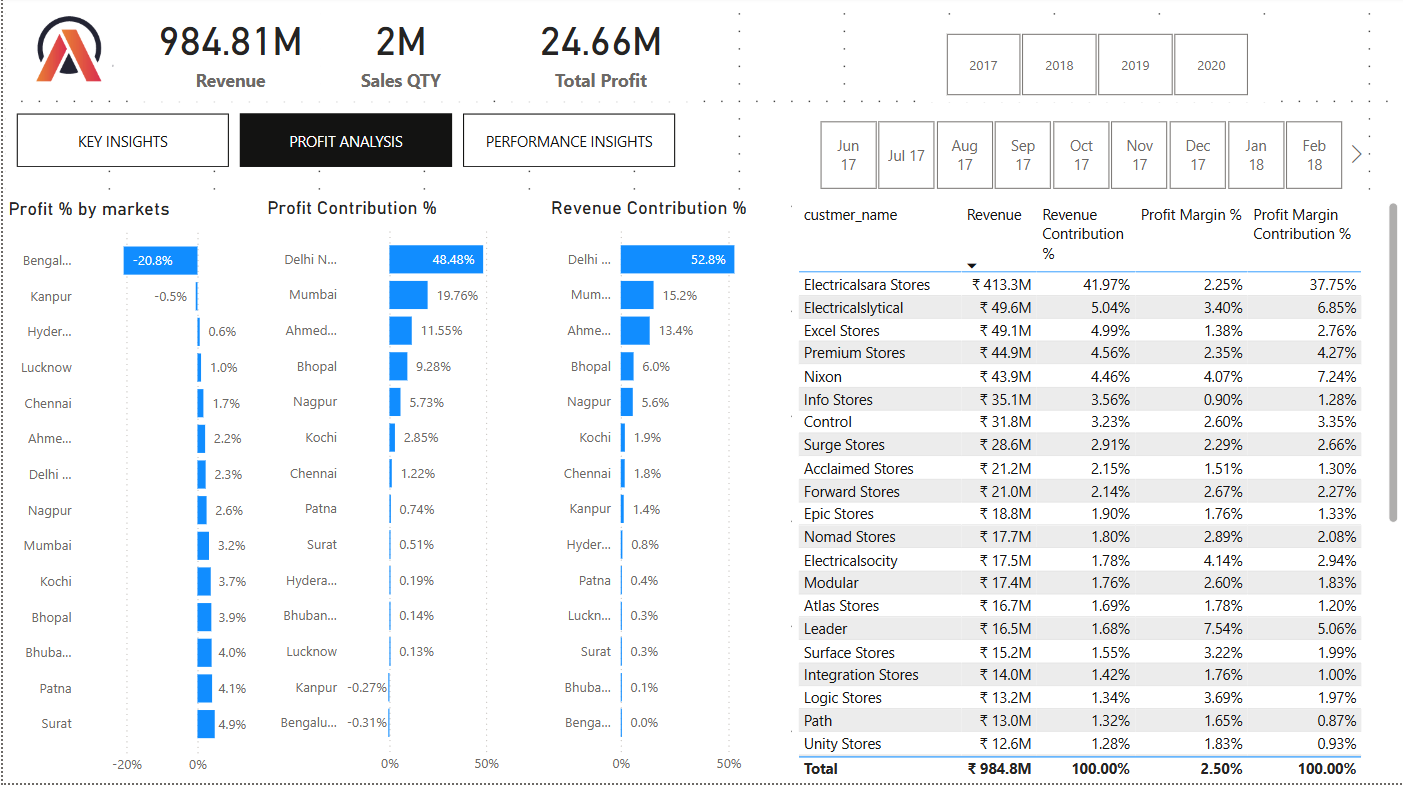 984.81M
Revenue
2M
Sales QTY
24.66M
Total Profit
2017
2018
2019
2020
KEY INSIGHTS
PROFIT ANALYSIS
PERFORMANCE INSIGHTS
Jun
17
Jul 17
Aug
17
Sep
17
Oct
17
Nov
17
Dec
17
Jan
18
Feb
18
Profit % by markets
Bengal... -20.8%
Kanpur -0.5%
Hyder... 0.6%
Lucknow 1.0%
Chennai 1.7%
Ahme... 2.2%
Delhi ... 2.3%
Nagpur 2.6%
Mumbai 3.2%
Kochi 3.7%
Bhopal 3.9%
Bhuba... 4.0%
Patna 4.1%
Surat 4.9%
-20% 0%
Profit Contribution %
Delhi N... 48.48%
Mumbai 19.76%
Ahmed... 11.55%
Bhopal 9.28%
Nagpur 5.73%
Kochi 2.85%
Chennai 1.22%
Patna 0.74%
Surat 0.51%
Hydera... 0.19%
Bhuban... 0.14%
Lucknow 0.13%
Kanpur -0.27%
Bengalu... -0.31%
0% 50%
Revenue Contribution %
Delhi ... 52.8%
Mum... 15.2%
Ahme... 13.4%
Bhopal 6.0%
Nagpur 5.6%
Kochi 1.9%
Chennai 1.8%
Kanpur 1.4%
Hyder... 0.8%
Patna 0.4%
Luckn... 0.3%
Surat 0.3%
Bhuba... 0.1%
Benga... 0.0%
0% 50%
custmer_name Revenue Revenue Profit Margin % Profit Margin
Contribution Contribution %
%
Electricalsara Stores ₹ 413.3M 41.97% 2.25% 37.75%
Electricalslytical ₹ 49.6M 5.04% 3.40% 6.85%
Excel Stores ₹ 49.1M 4.99% 1.38% 2.76%
Premium Stores ₹ 44.9M 4.56% 2.35% 4.27%
Nixon ₹ 43.9M 4.46% 4.07% 7.24%
Info Stores ₹ 35.1M 3.56% 0.90% 1.28%
Control ₹ 31.8M 3.23% 2.60% 3.35%
Surge Stores ₹ 28.6M 2.91% 2.29% 2.66%
Acclaimed Stores ₹ 21.2M 2.15% 1.51% 1.30%
Forward Stores ₹ 21.0M 2.14% 2.67% 2.27%
Epic Stores ₹ 18.8M 1.90% 1.76% 1.33%
Nomad Stores ₹ 17.7M 1.80% 2.89% 2.08%
Electricalsocity ₹ 17.5M 1.78% 4.14% 2.94%
Modular ₹ 17.4M 1.76% 2.60% 1.83%
Atlas Stores ₹ 16.7M 1.69% 1.78% 1.20%
Leader ₹ 16.5M 1.68% 7.54% 5.06%
Surface Stores ₹ 15.2M 1.55% 3.22% 1.99%
Integration Stores ₹ 14.0M 1.42% 1.76% 1.00%
Logic Stores ₹ 13.2M 1.34% 3.69% 1.97%
Path ₹ 13.0M 1.32% 1.65% 0.87%
Unity Stores ₹ 12.6M 1.28% 1.83% 0.93%
Total ₹ 984.8M 100.00% 2.50% 100.00%